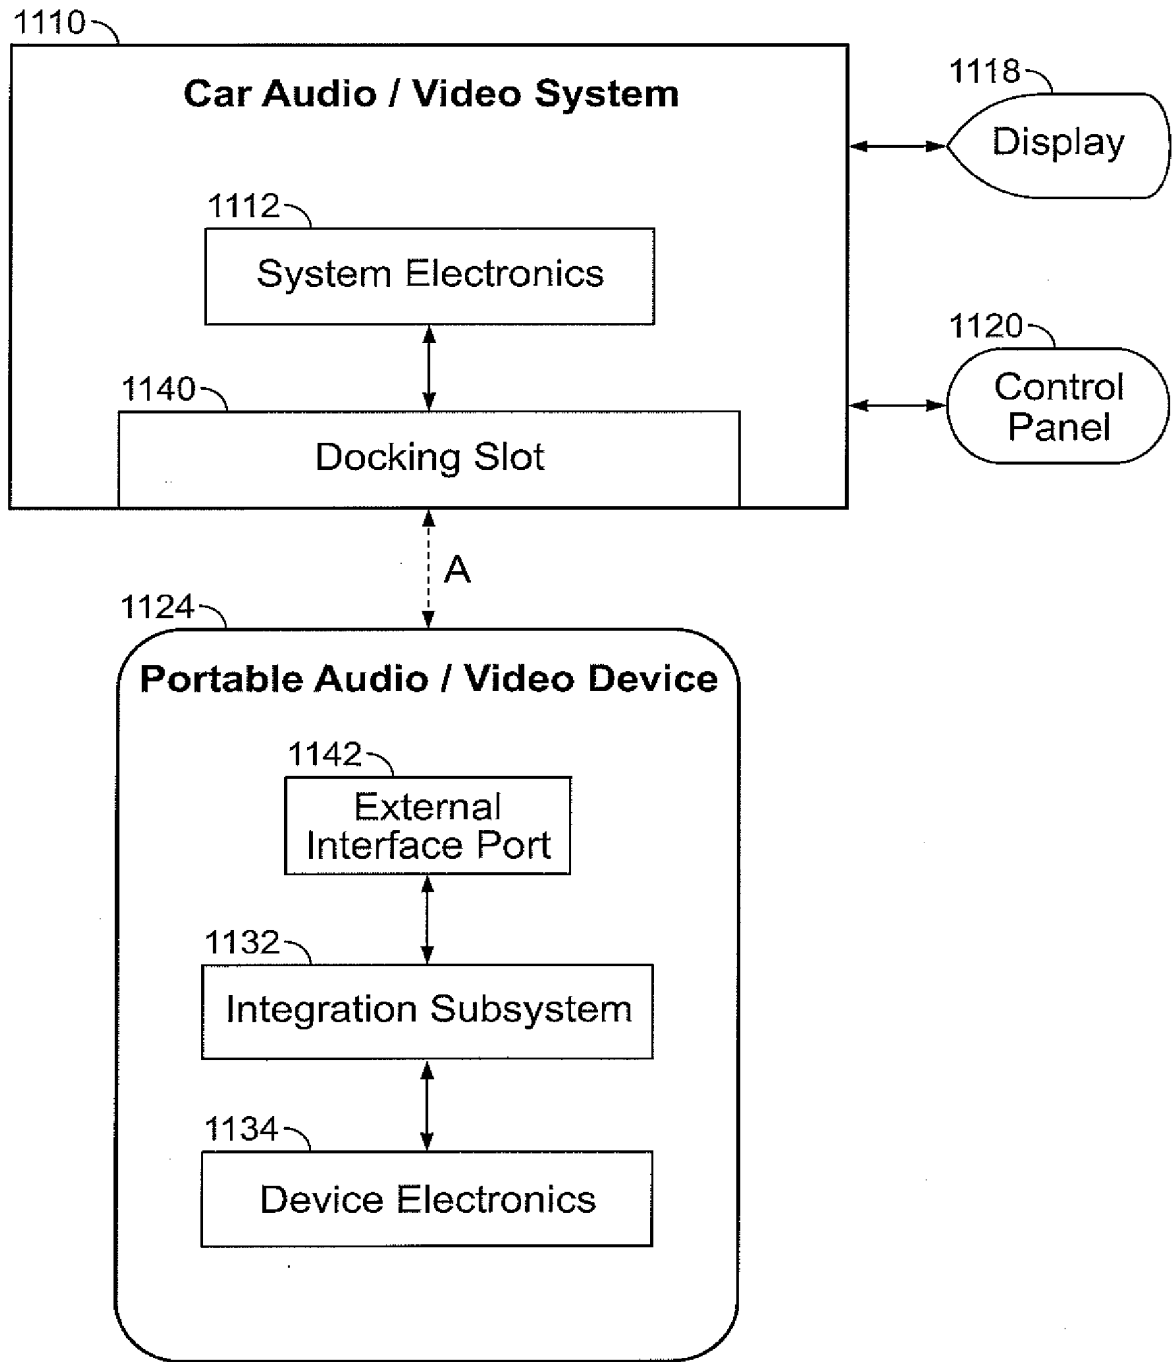 1110
Car Audio / Video System
1118
Display
1112
System Electronics
1120
Control
Panel
1140
Docking Slot
A
1124
Portable Audio / Video Device
1142
External
Interface Port
1132
Integration Subsystem
1134
Device Electronics